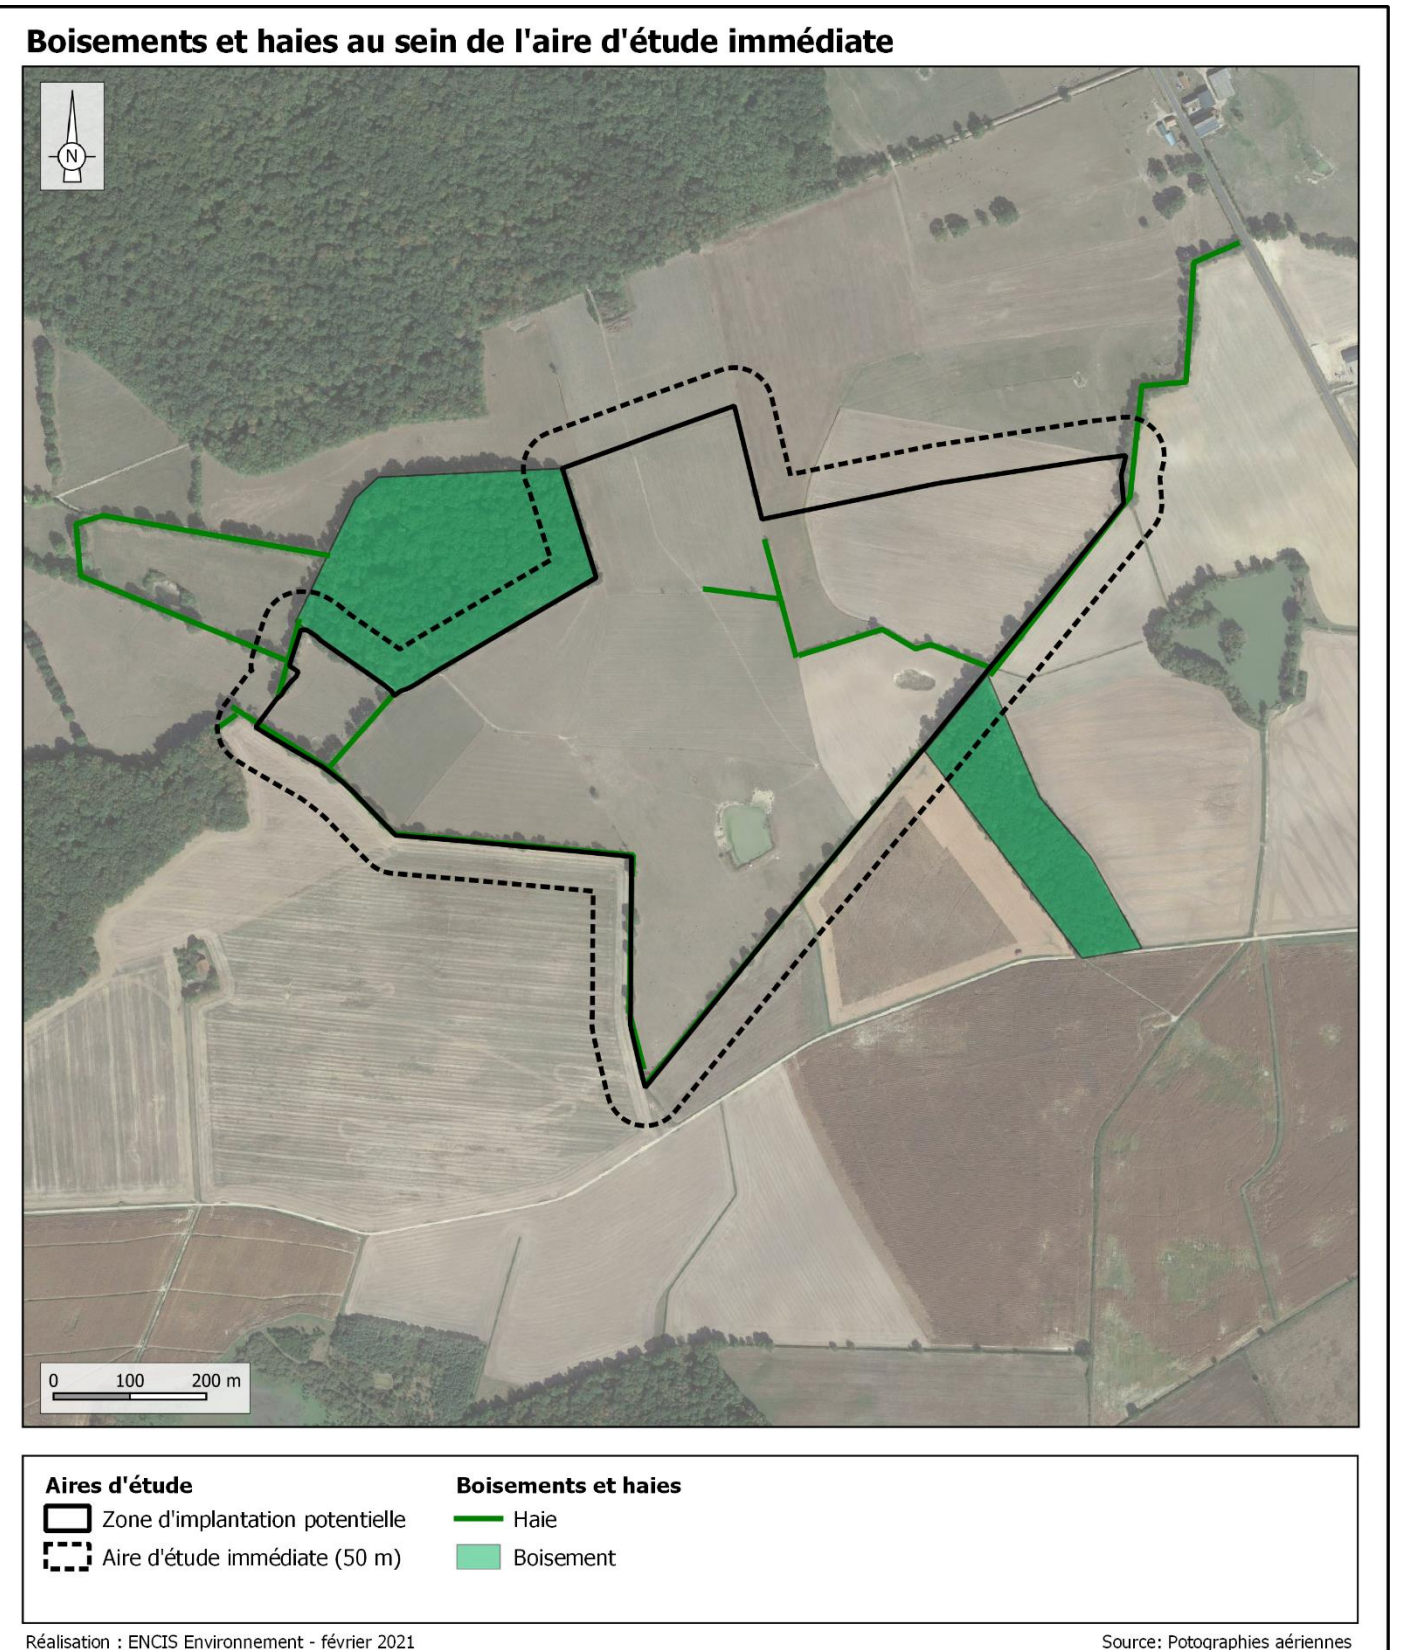 Boisements et haies au sein de l'aire d'étude immédiate
N
0 100 200 m
Aires d'étude
Zone d'implantation potentielle
Aire d'étude immédiate (50 m)
Boisements et haies
Haie
Boisement
Réalisation : ENCIS Environnement - février 2021
Source: Potographies aériennes